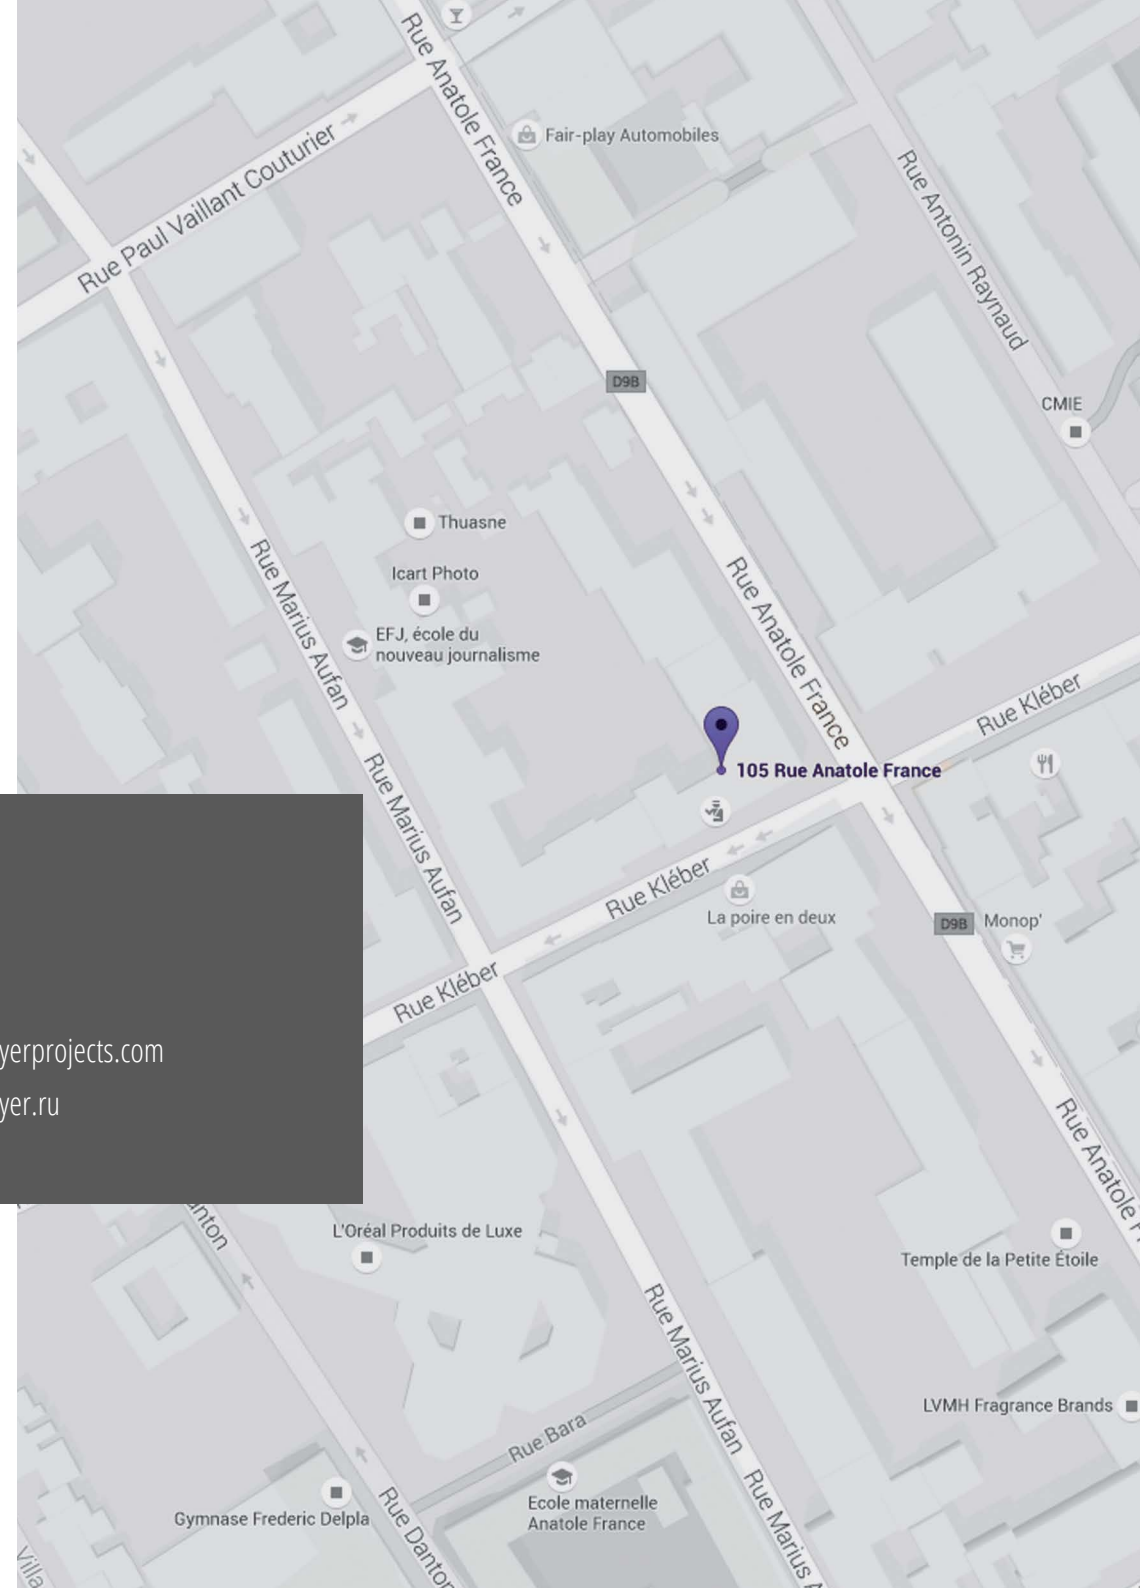 Rue Anatole France
Fair-play Automobiles
Rue Paul Vaillant Couturier
Rue Antonin Raynaud
D9B
CMIE
Thuasne
Icart Photo
EFJ, école du
nouveau journalisme
Rue Marius Aufan
Rue Anatole France
Rue Kléber
105 Rue Anatole France
Rue Marius Aufan
Rue Kléber
La poire en deux
D9B
Monop'
Rue Kléber
yerprojects.com
yer.ru
Rue Anatole F
anton
L'Oréal Produits de Luxe
Temple de la Petite Étoile
Rue Marius Aufan
LVMH Fragrance Brands
Rue Bara
Ecole maternelle
Anatole France
Gymnase Frederic Delpla
Rue Danton
Rue Marius A
Villa